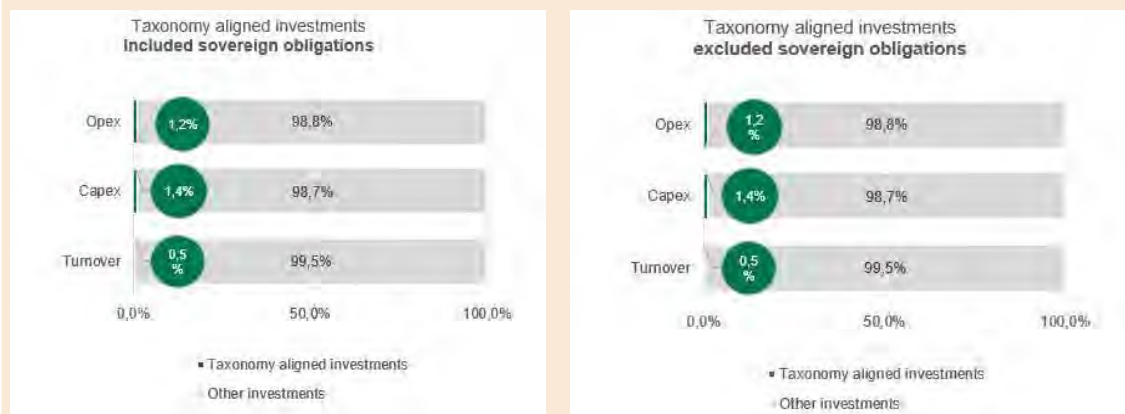 Taxonomy aligned investments
included sovereign obligations
Opex
1,2%
98,8%
Capex
1,4%
98,7%
Turnover
0,5
%
99,5%
0,0%
50,0%
100,0%
Taxonomy aligned investments
Other investments
Taxonomy aligned investments
excluded sovereign obligations
Opex
1,2
%
98,8%
Capex
1,4%
98,7%
Turnover
0,5
%
99,5%
0,0%
50,0%
100,0%
Taxonomy aligned investments
Other investments